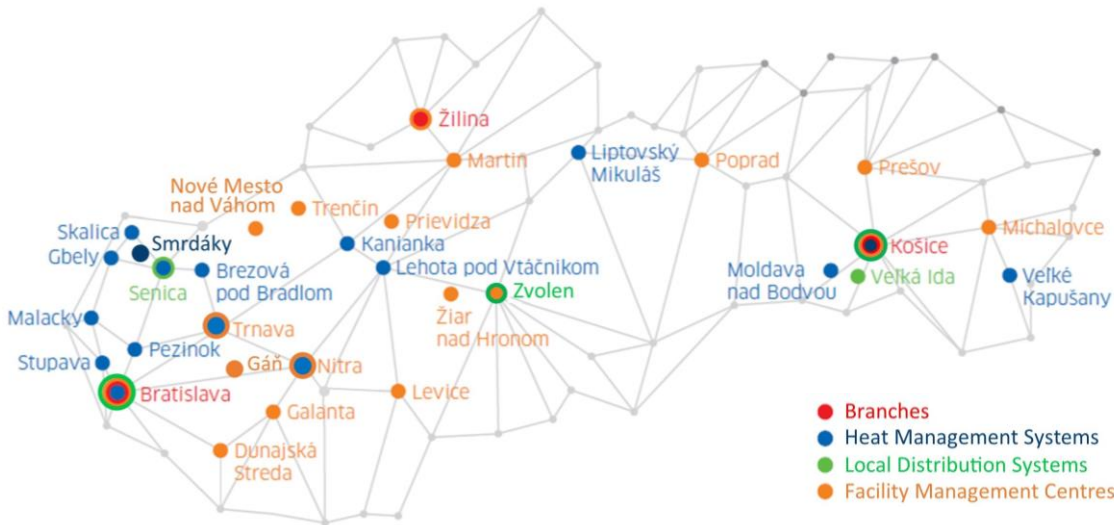 Žilina
Martin
Liptovský
Mikuláš
Poprad
Prešov
Nové Mesto
nad Váhom
Trenčín
Prievidza
Skalica
Smrdáky
Kanianka
Gbely
Brezová
pod Bradlom
Senica
Lehota pod Vtáčnikom
Zvolen
Košice
Michalovce
Moldava
nad Bodvou
Veľká Ida
Veľké
Kapušany
Malacky
Trnava
Žiar
nad Hronom
Stupava
Pezinok
Gáň
Nitra
Bratislava
Levice
Galanta
Dunajská
Streda
Branches
Heat Management Systems
Local Distribution Systems
Facility Management Centres